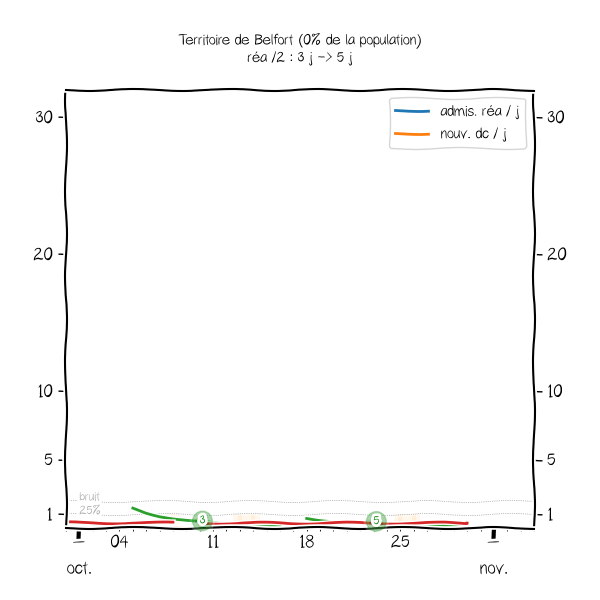 Territoire de Belfort (0% de la population)
réa /2 : 3 j -> 5 j
admis. réa / j
nouv. dc / j
30
30
20
20
10
10
5
5
bruit
25%
1
1
3
5
04
11
18
25
oct.
nov.